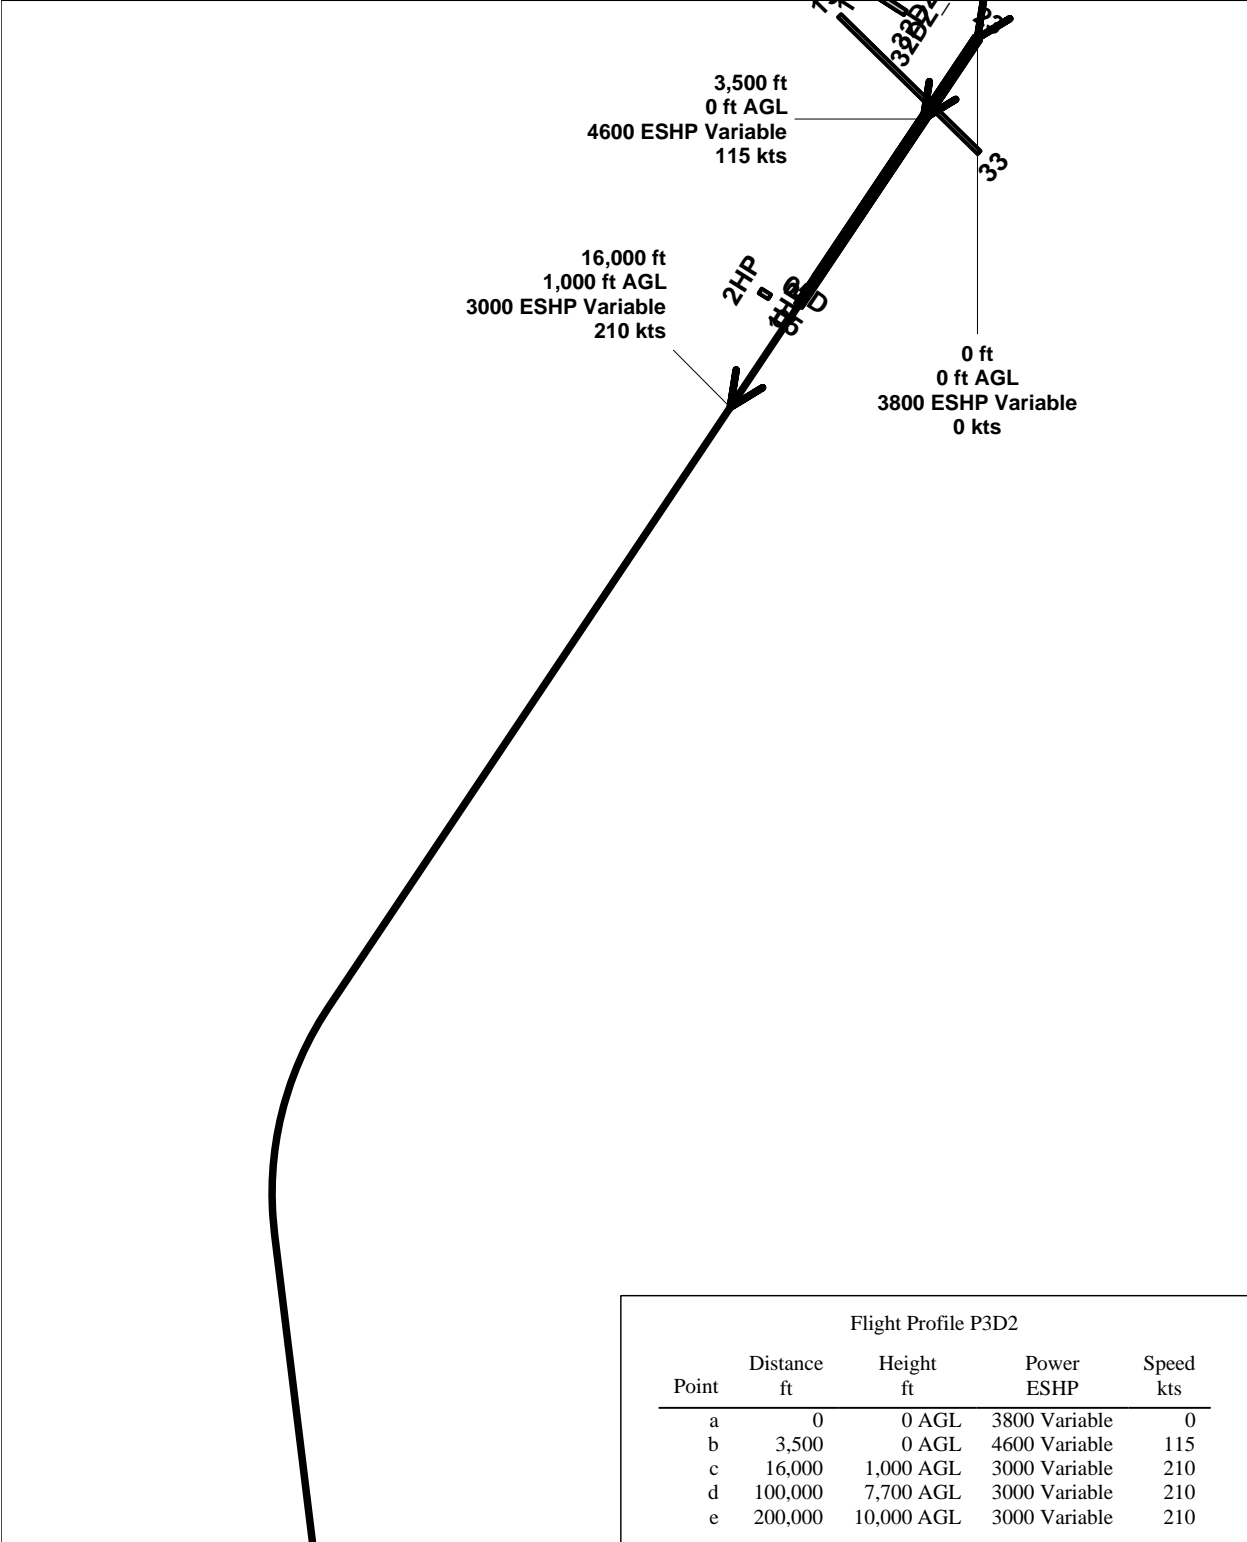 32D2
3,500 ft
0 ft AGL
4600 ESHP Variable
115 kts
33
16,000 ft
1,000 ft AGL
3000 ESHP Variable
210 kts
2HP
0 ft
0 ft AGL
3800 ESHP Variable
0 kts
Flight Profile P3D2
Point Distance ft Height ft Power ESHP Speed kts
a 0 0 AGL 3800 Variable 0
b 3,500 0 AGL 4600 Variable 115
c 16,000 1,000 AGL 3000 Variable 210
d 100,000 7,700 AGL 3000 Variable 210
e 200,000 10,000 AGL 3000 Variable 210